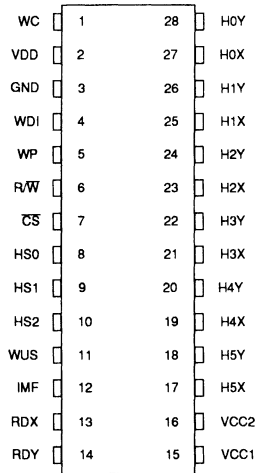 WC 1 28 H0Y
VDD 2 27 H0X
GND 3 26 H1Y
WDI 4 25 H1X
WP 5 24 H2Y
R/W̅ 6 23 H2X
C̅S̅ 7 22 H3Y
HS0 8 21 H3X
HS1 9 20 H4Y
HS2 10 19 H4X
WUS 11 18 H5Y
IMF 12 17 H5X
RDX 13 16 VCC2
RDY 14 15 VCC1